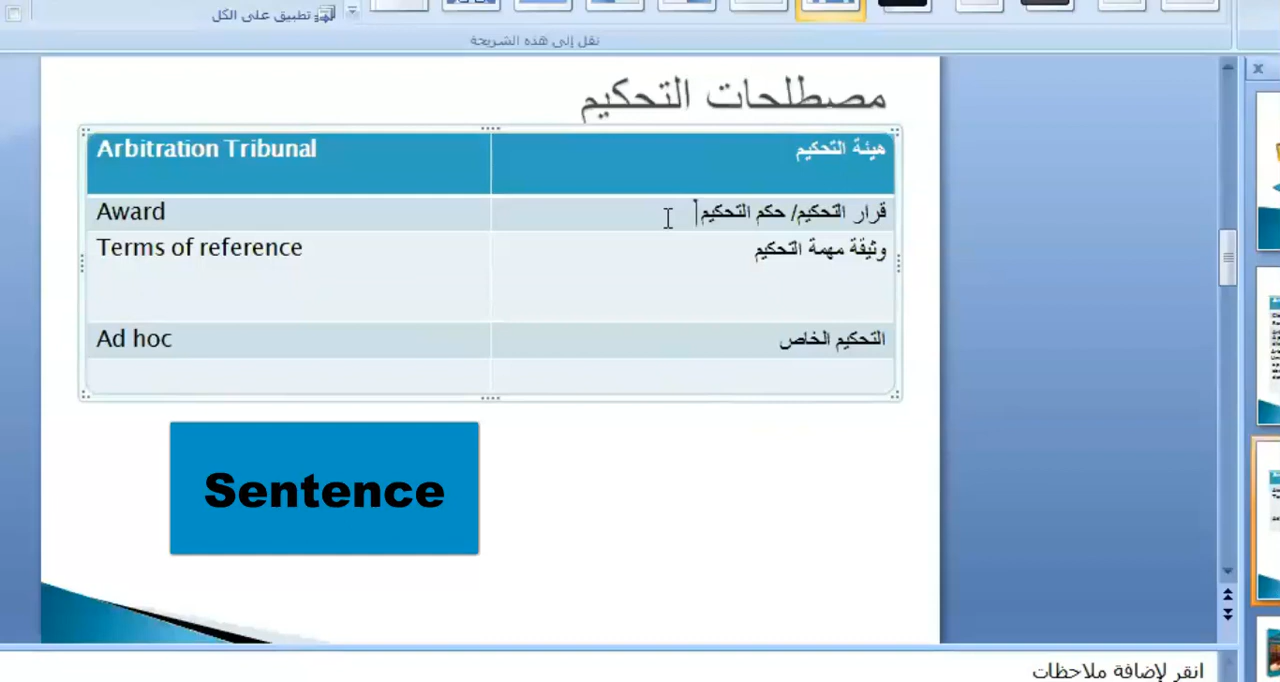 تطبيق على الكل
نقل إلى هذه الشريحة
مصطلحات التحكيم
Arbitration Tribunal هيئة التحكيم
Award قرار التحكيم/ حكم التحكيم
Terms of reference وثيقة مهمة التحكيم
Ad hoc التحكيم الخاص
Sentence
انقر لإضافة ملاحظات